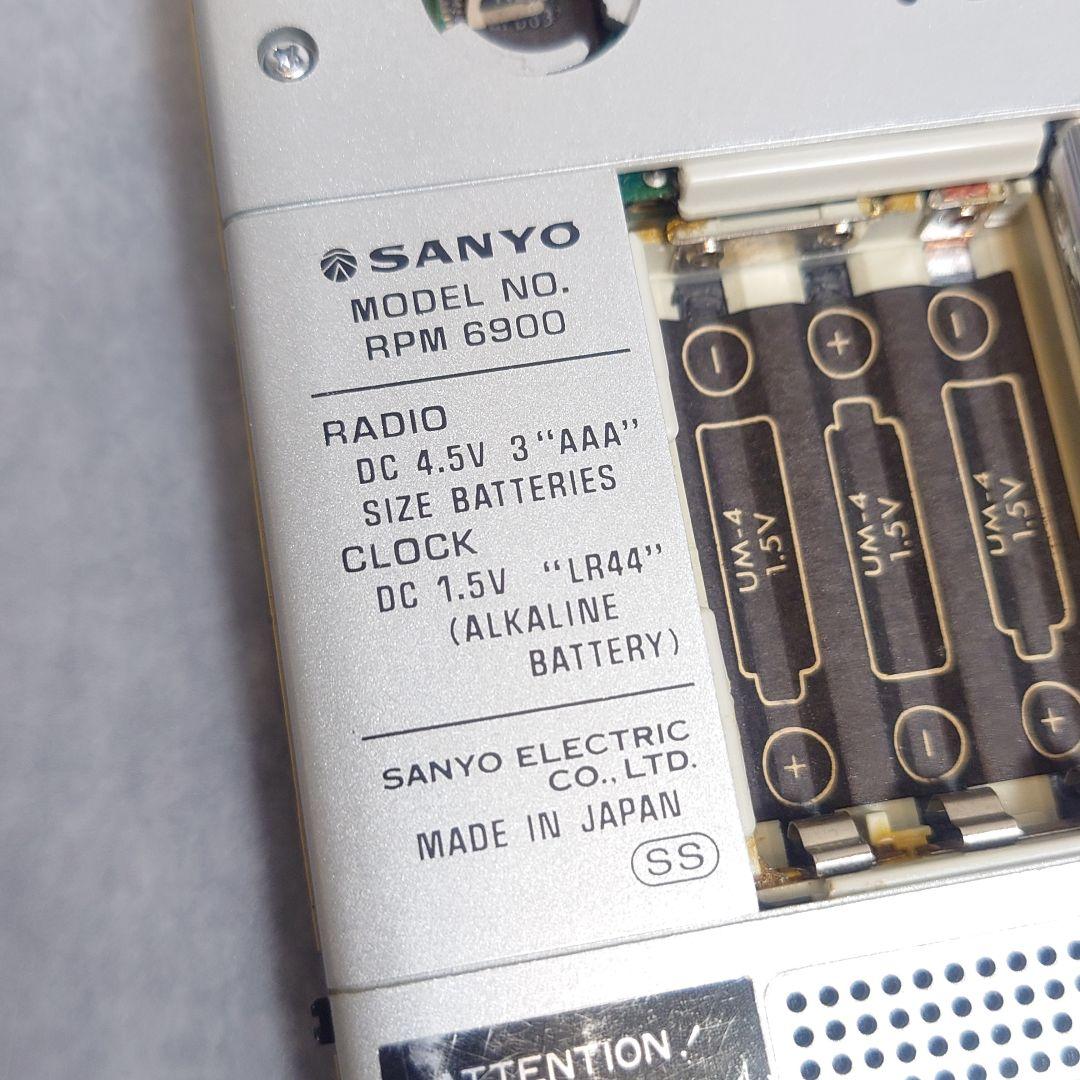 SANYO
MODEL NO.
RPM 6900
RADIO
DC 4.5V 3 “AAA”
SIZE BATTERIES
CLOCK
DC 1.5V “LR44”
(ALKALINE
BATTERY)
SANYO ELECTRIC
CO., LTD.
MADE IN JAPAN
SS
- + -
UM-4
1.5V
UM-4
1.5V
UM-4
1.5V
+ - +
ATTENTION!